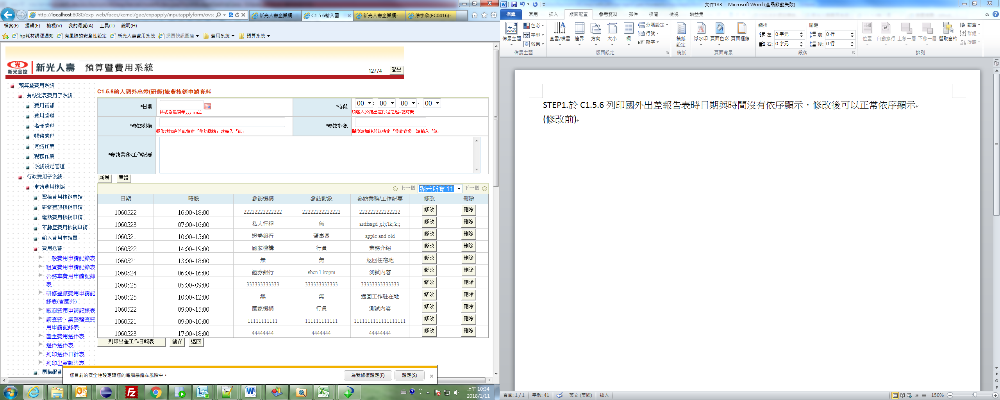 http://localhost:8080/exp_web/faces/kernel/gae/expapply/inputapplyform/ovsa
新光人壽企業網
C1.5.6輸入國...
新光人壽企業網-...
涂宇欣(EC0416)-...
檔案(F) 編輯(E) 檢視(V) 我的最愛(A) 工具(T) 說明(H)
hp耗材調漲通知 有風險的安全性設定 新光人壽費用系統 網頁快訊圖庫 費用系統 預算系統
新光金控 新光人壽 預算暨費用系統
12774 登出
預算暨費用系統
有核定表費用子系統
費用資訊
費用處理
名冊處理
帳務處理
月結作業
稅務作業
系統設定管理
行政費用子系統
申請費用核銷
醫檢費用核銷申請
研修差旅核銷申請
電話費用核銷申請
不動產費用核銷申請
輸入費用申請單
費用送審
一般費用申請記錄表
租賃費用申請記錄表
公務車費用申請記錄
表
研修差旅費用申請記
錄表(含國外)
廠商費用申請記錄表
調查費、業務稽查費
用申請記錄表
產生費用送件表
退件送件表
列印送件日計表
列印出差報告表
團購網費
C1.5.6輸入國外出差(研修)旅費核銷申請資料
*日期
格式為民國年yyymmdd
*時段 00 : 00 00 ~ 00
請輸入公務出差行程之起~訖時間
*參訪機構
欄位請加註若無特定「參訪機構」請輸入「無」
*參訪對象
欄位請加註若無特定「參訪對象」請輸入「無」
*參訪業務/工作紀要
新增 重設
上一個 顯示所有 11 下一個
日期 時段 參訪機構 參訪對象 參訪業務/工作紀要 修改 刪除
1060522 16:00~18:00 22222222222222 22222222222222 222222222222222 修改 刪除
1060523 07:00~16:00 私人行程 無 asdfsagd j;lj;'lk;'k;; 修改 刪除
1060521 10:00~15:00 證券銀行 董事長 apple and old 修改 刪除
1060522 14:00~19:00 國家機構 行員 業務介紹 修改 刪除
1060521 13:00~18:00 無 無 返回住宿地 修改 刪除
1060524 06:00~16:00 證券銀行 ebcn l iropm 測試內容 修改 刪除
1060525 05:00~09:00 333333333333 333333333333 33333333333333 修改 刪除
1060525 10:00~12:00 無 無 返回工作駐在地 修改 刪除
1060522 09:00~15:00 國家機構 行員 測試內容 修改 刪除
1060521 09:00~10:00 11111111111 111111111111 1111111111111111111 修改 刪除
1060523 17:00~18:00 44444444 4444444 44444444 修改 刪除
列印出差工作日報表 儲存 返回
您目前的安全性設定讓您的電腦暴露在風險中。 為我修復設定(F) 設定(S)
上午 10:34
2018/1/11
文件133 - Microsoft Word (產品啟動失敗)
檔案 常用 插入 版面配置 參考資料 郵件 校閱 檢視 增益集
佈景主題 色彩 字型 效果
佈景主題
直書/橫書 邊界 方向 大小 欄 分隔設定 行號 斷字
版面設定
稿紙
設定
稿紙
浮水印 頁面色彩 頁面框線...
頁面背景
縮排 間距
左: 0 字元 前: 0 行
右: 0 字元 後: 0 行
段落
位置 自動換行 上移一層 下移一層 選取窗格 對齊 群組 旋轉
排列
STEP1.於 C1.5.6 列印國外出差報告表時日期與時間沒有依序顯示，修改後可以正常依序顯示
(修改前)
頁面: 1 / 1 字數: 41 英文 (美國) 插入 150%